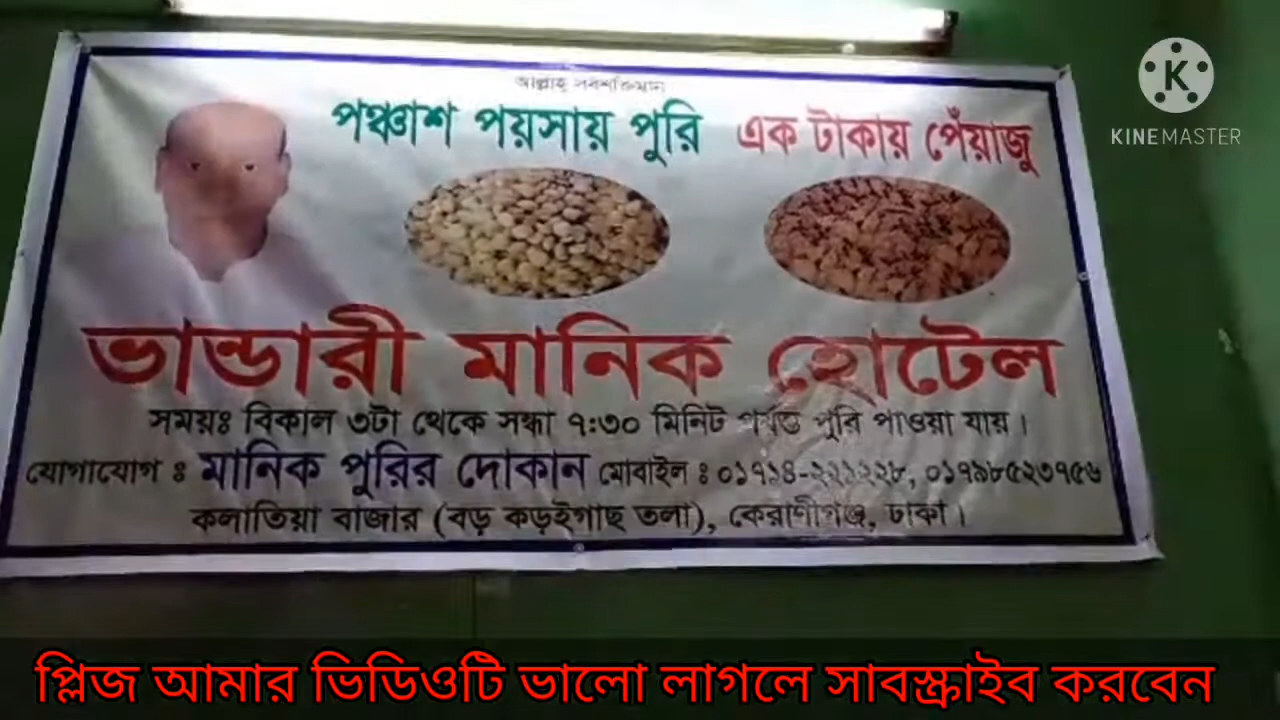 আল্লাহু সর্বশক্তিমান
পঞ্চাশ পয়সায় পুরি এক টাকায় পেঁয়াজু
ভান্ডারী মানিক হোটেল
সময়ঃ বিকাল ৩টা থেকে সন্ধা ৭:৩০ মিনিট পর্যন্ত পুরি পাওয়া যায়।
যোগাযোগ ঃ মানিক পুরির দোকান মোবাইল ঃ ০১৭১৪-২২১২২৮, ০১৭৯৮৫২৩৭৫৬
কলাতিয়া বাজার (বড় কড়ইগাছ তলা), কেরাণীগঞ্জ, ঢাকা।
K
KINEMASTER
প্লিজ আমার ভিডিওটি ভালো লাগলে সাবস্ক্রাইব করবেন